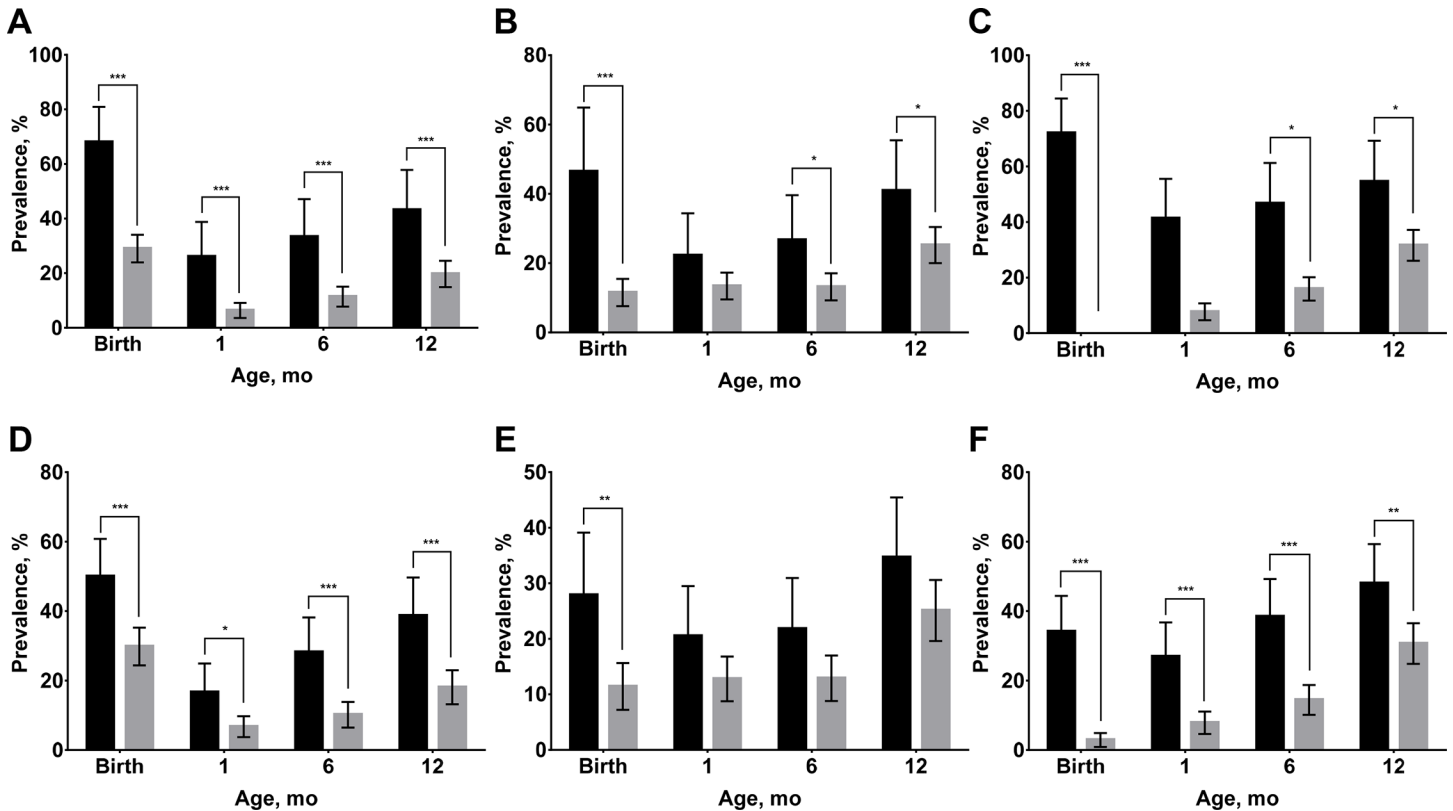 A
Prevalence, %
100
80
60
40
20
0
***
***
***
***
Birth 1 6 12
Age, mo
B
Prevalence, %
80
60
40
20
0
***
*
*
Birth 1 6 12
Age, mo
C
Prevalence, %
100
80
60
40
20
0
***
*
*
Birth 1 6 12
Age, mo
D
Prevalence, %
80
60
40
20
0
***
*
***
***
Birth 1 6 12
Age, mo
E
Prevalence, %
50
40
30
20
10
0
**
Birth 1 6 12
Age, mo
F
Prevalence, %
80
60
40
20
0
***
***
***
**
Birth 1 6 12
Age, mo